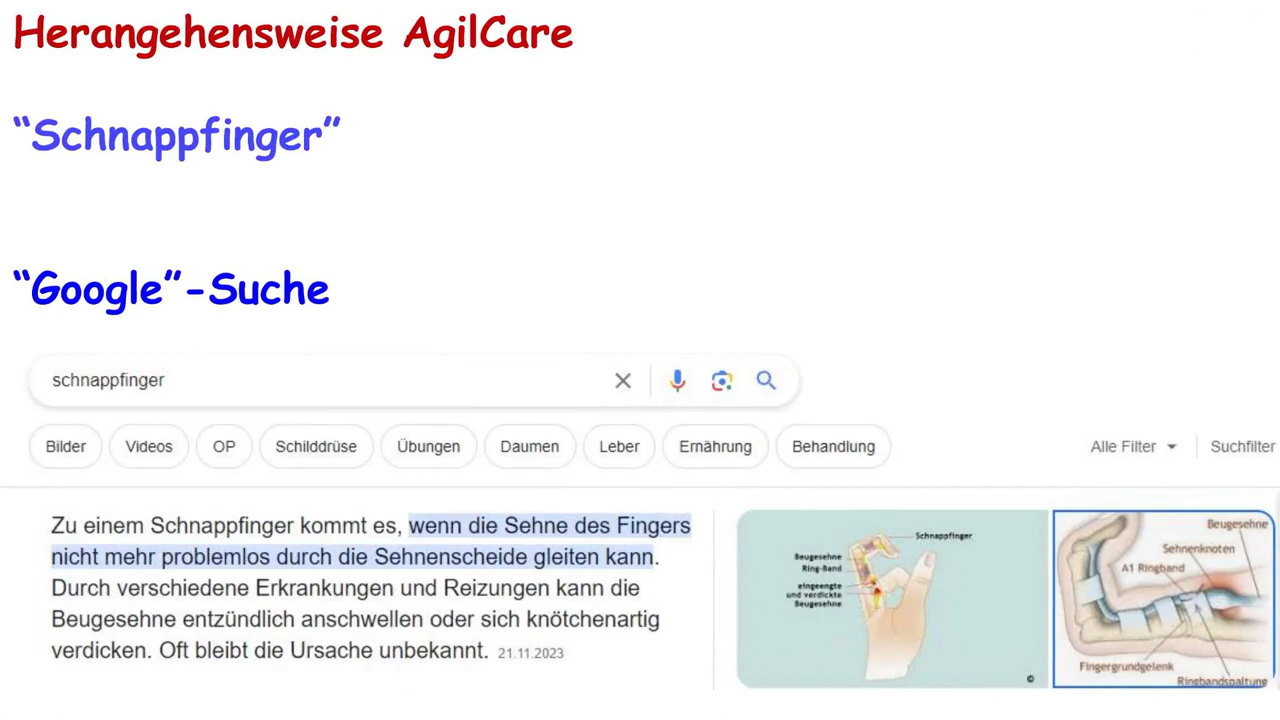 Herangehensweise AgilCare
“Schnappfinger”
“Google”-Suche
schnappfinger
Bilder
Videos
OP
Schilddrüse
Übungen
Daumen
Leber
Ernährung
Behandlung
Alle Filter
Suchfilter
Zu einem Schnappfinger kommt es, wenn die Sehne des Fingers
nicht mehr problemlos durch die Sehnenscheide gleiten kann.
Durch verschiedene Erkrankungen und Reizungen kann die
Beugesehne entzündlich anschwellen oder sich knötchenartig
verdicken. Oft bleibt die Ursache unbekannt. 21.11.2023
Schnappfinger
Beugesehne
Ring-Band
eingeengte
und verdickte
Beugesehne
©
Beugesehne
Sehnenknoten
A1 Ringband
Fingergrundgelenk
Ringbandspaltung